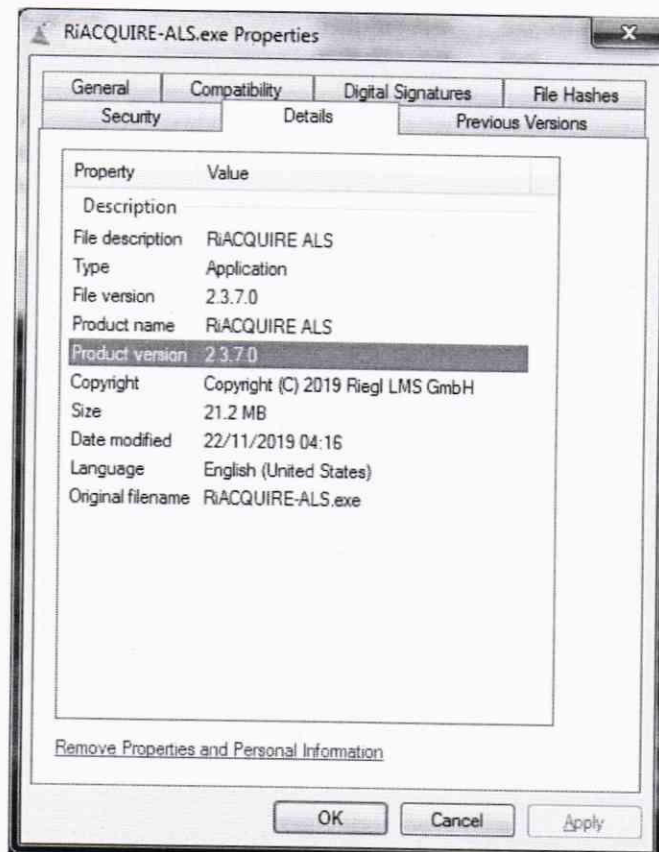 RiACQUIRE-ALS.exe Properties
General Compatibility Digital Signatures File Hashes
Security Details Previous Versions
Property Value
Description
File description RiACQUIRE ALS
Type Application
File version 2.3.7.0
Product name RiACQUIRE ALS
Product version 2.3.7.0
Copyright Copyright (C) 2019 Riegl LMS GmbH
Size 21.2 MB
Date modified 22/11/2019 04:16
Language English (United States)
Original filename RiACQUIRE-ALS.exe
Remove Properties and Personal Information
OK Cancel Apply